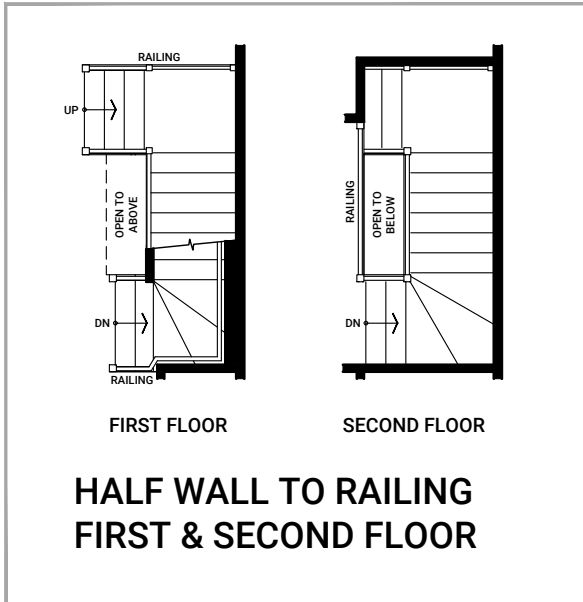 RAILING
UP
OPEN TO
ABOVE
DN
RAILING
FIRST FLOOR
RAILING
OPEN TO
BELOW
DN
SECOND FLOOR
HALF WALL TO RAILING
FIRST & SECOND FLOOR